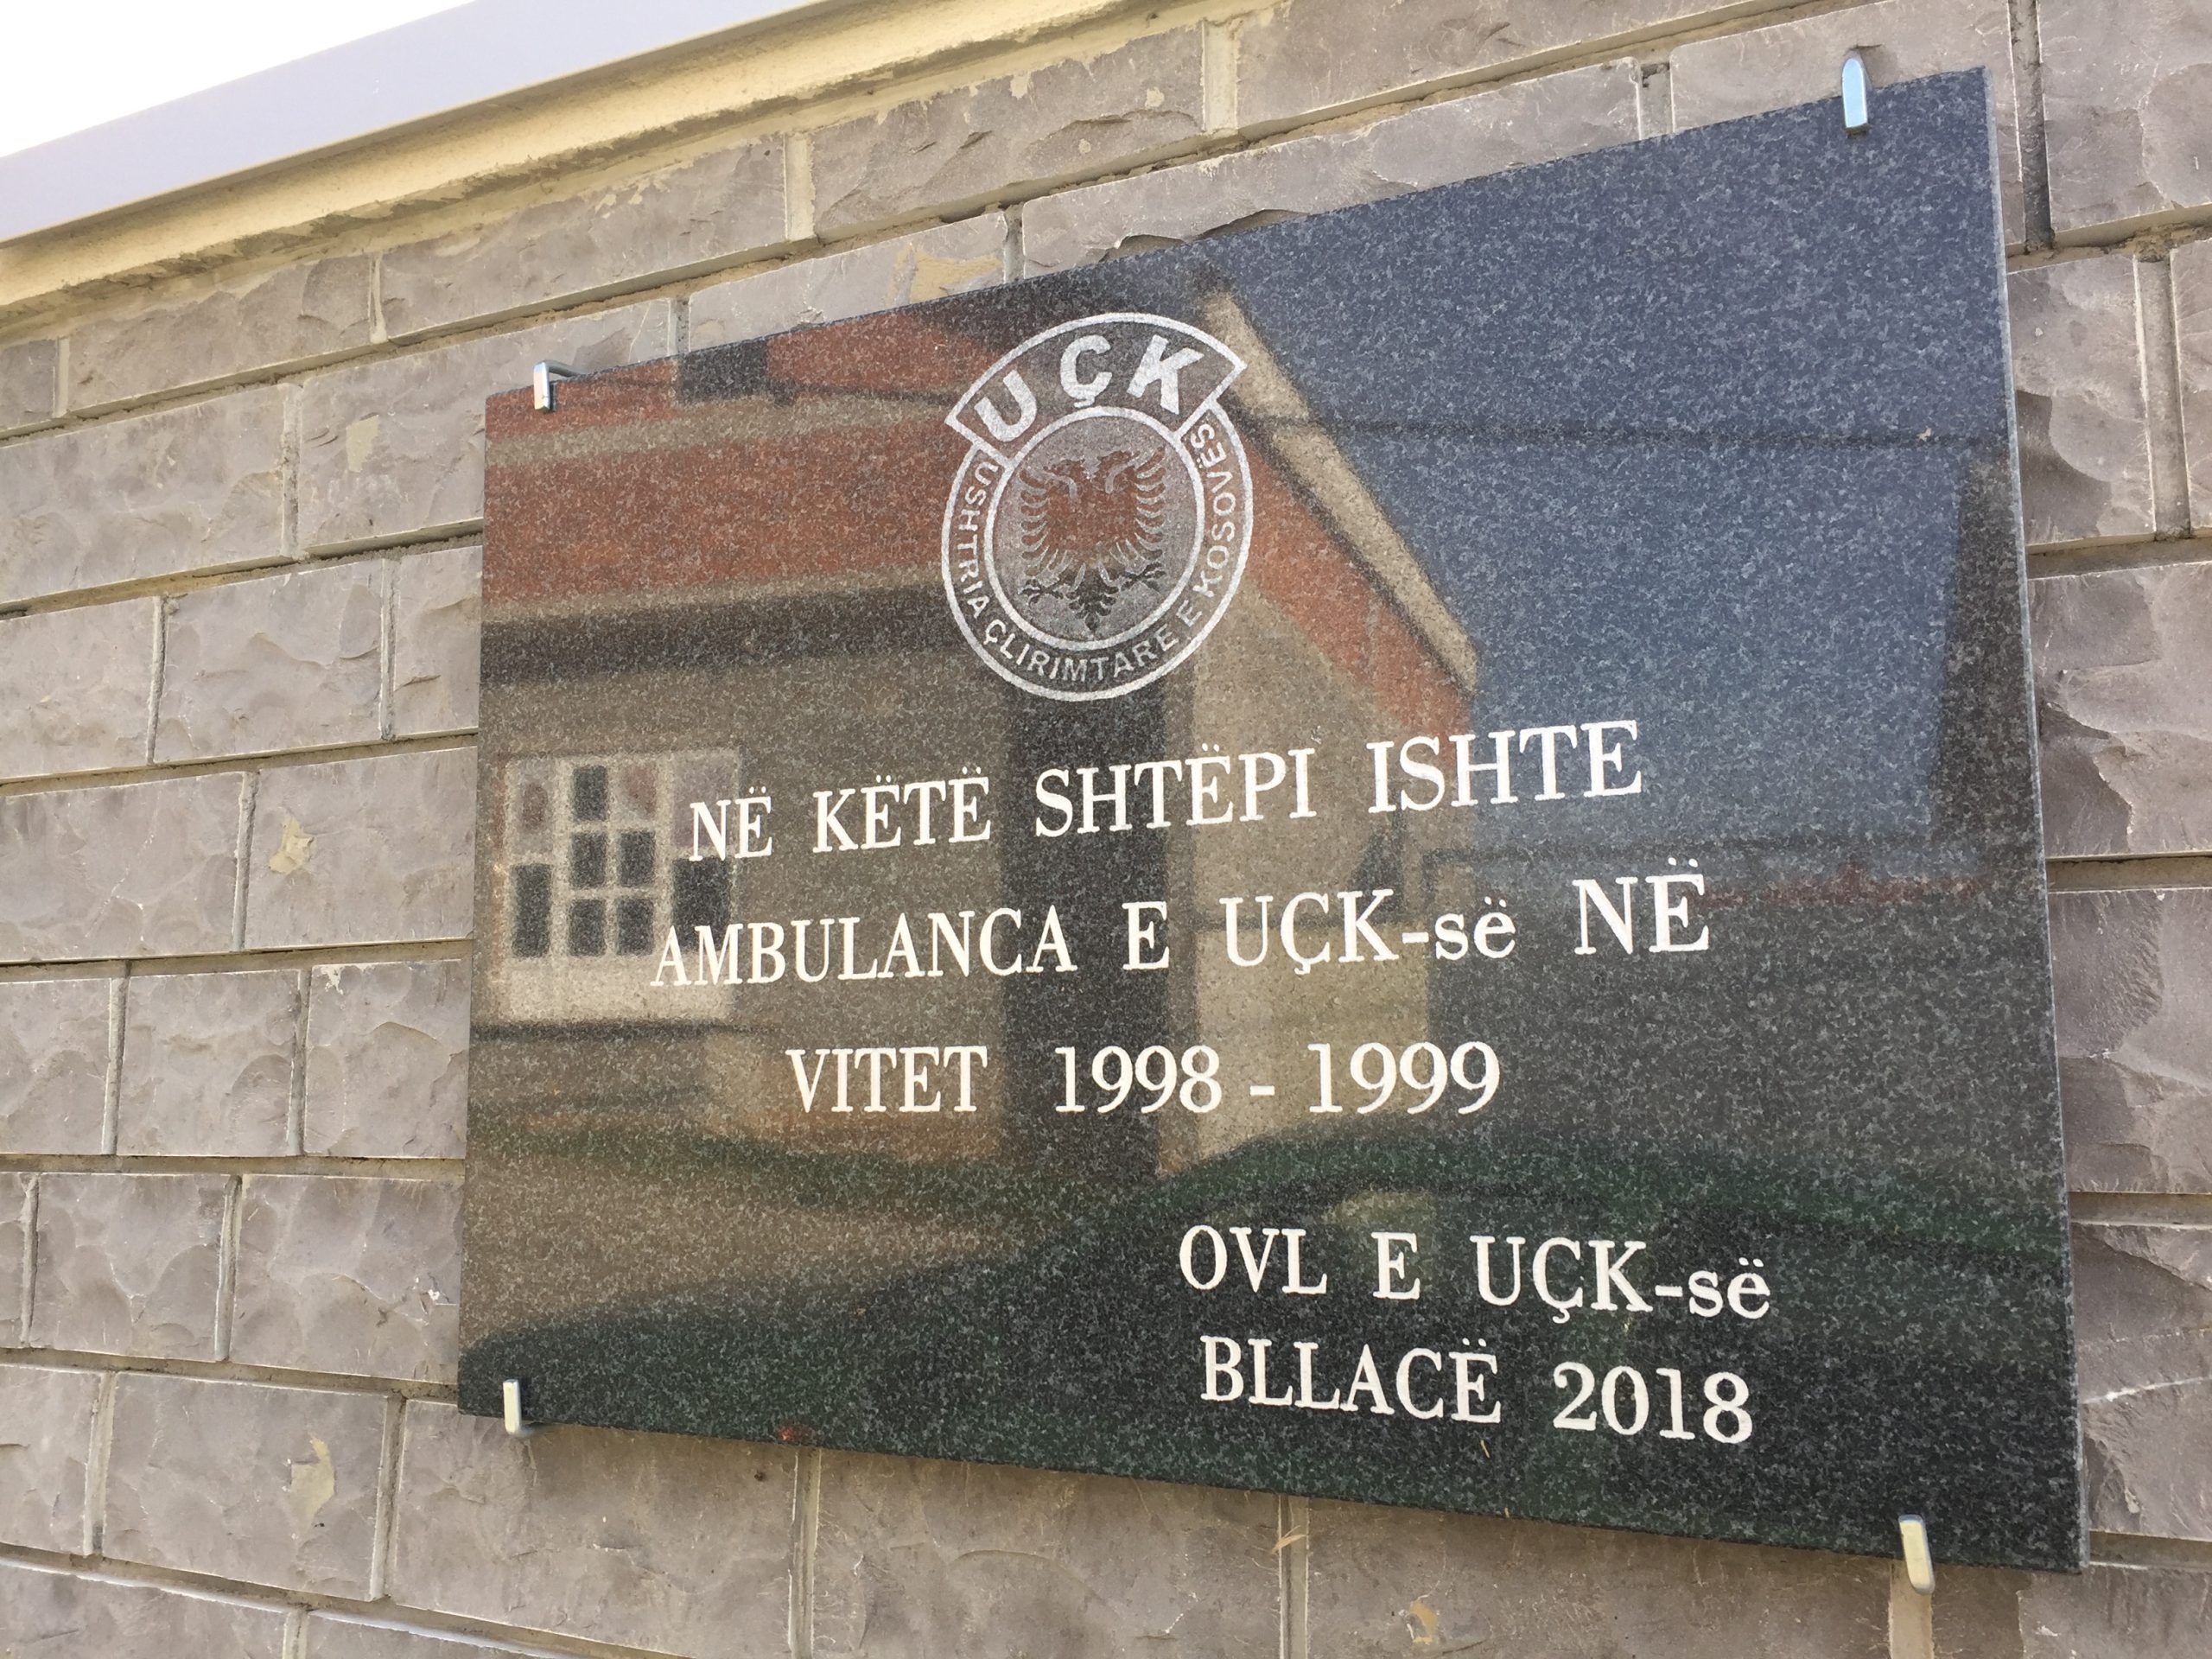 UÇK
USHTRIA ÇLIRIMTARE E KOSOVËS
NË KËTË SHTËPI ISHTE
AMBULANCA E UÇK-së NË
VITET 1998 - 1999
OVL E UÇK-së
BLLACË 2018